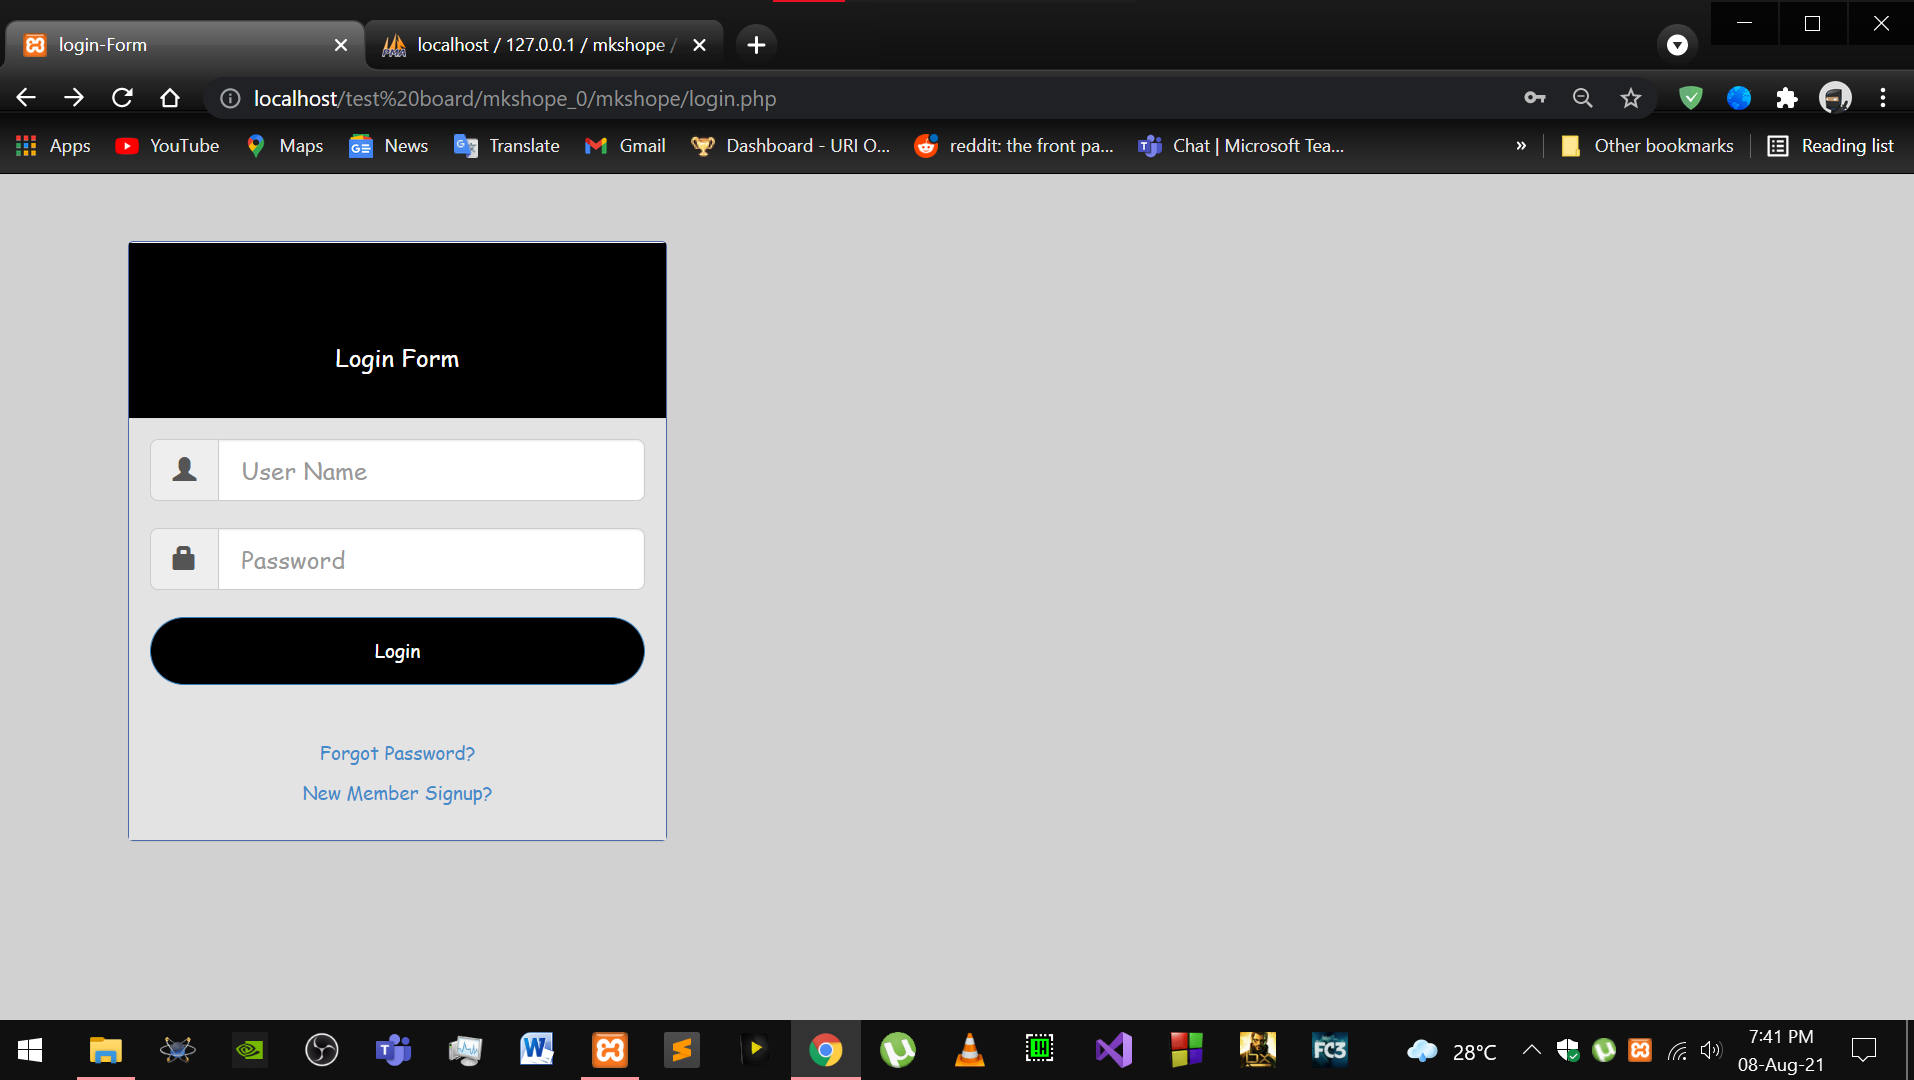 login-Form
localhost / 127.0.0.1 / mkshope /
localhost/test%20board/mkshope_0/mkshope/login.php
Apps
YouTube
Maps
GE
News
Translate
Gmail
Dashboard - URI O...
reddit: the front pa...
Chat | Microsoft Tea...
»
Other bookmarks
Reading list
Login Form
User Name
Password
Login
Forgot Password?
New Member Signup?
FC3
28°C
7:41 PM
08-Aug-21